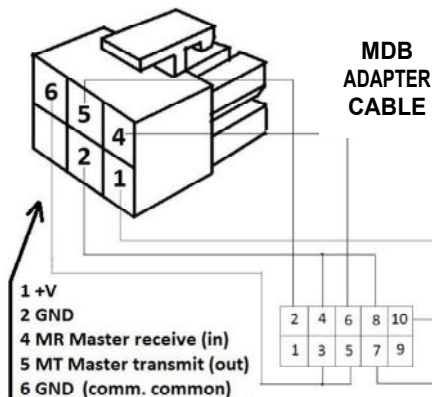 MDB
ADAPTER
CABLE
6 5 4
2 1
1 +V
2 GND
4 MR Master receive (in)
5 MT Master transmit (out)
6 GND (comm. common)
2 4 6 8 10
1 3 5 7 9